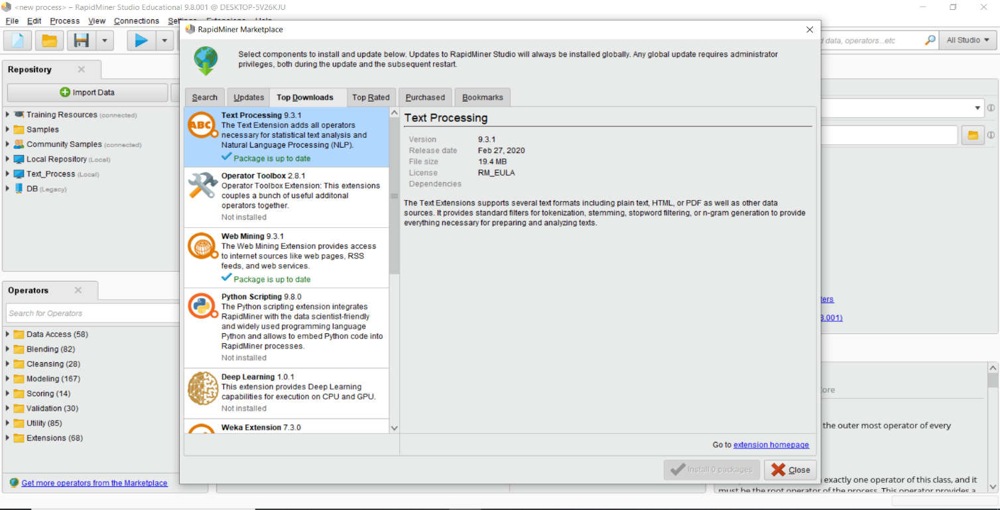 <new process> – RapidMiner Studio Educational 9.8.001 @ DESKTOP-5V26KJU
File Edit Process View Connections
All Studio
data, operators...etc
RapidMiner Marketplace
Select components to install and update below. Updates to RapidMiner Studio will always be installed globally. Any global update requires administrator
privileges, both during the update and the subsequent restart.
Search Updates Top Downloads Top Rated Purchased Bookmarks
Text Processing 9.3.1
The Text Extension adds all operators
necessary for statistical text analysis and
Natural Language Processing (NLP).
Package is up to date
Operator Toolbox 2.8.1
Operator Toolbox Extension: This extensions
couples a bunch of useful additonal
operators together.
Not installed
Web Mining 9.3.1
The Web Mining Extension provides access
to internet sources like web pages, RSS
feeds, and web services.
Package is up to date
Python Scripting 9.8.0
The Python scripting extension integrates
RapidMiner with the data scientist-friendly
and widely used programming language
Python and allows to embed Python code into
RapidMiner processes.
Not installed
Deep Learning 1.0.1
This extension provides Deep Learning
capabilities for execution on CPU and GPU.
Not installed
Weka Extension 7.3.0
ABC
Text Processing
Version 9.3.1
Release date Feb 27, 2020
File size 19.4 MB
License RM_EULA
Dependencies
The Text Extensions supports several text formats including plain text, HTML, or PDF as well as other data
sources. It provides standard filters for tokenization, stemming, stopword filtering, or n-gram generation to provide
everything necessary for preparing and analyzing texts.
Go to extension homepage
Install 0 packages
Close
Repository
Import Data
Training Resources (connected)
Samples
Community Samples (connected)
Local Repository (Local)
Text_Process (Local)
DB (Legacy)
Operators
Search for Operators
Data Access (58)
Blending (82)
Cleansing (28)
Modeling (167)
Scoring (14)
Validation (30)
Utility (85)
Extensions (68)
Get more operators from the Marketplace
the outer most operator of every
exactly one operator of this class, and it
must be the root operator of the process. This operator provides a